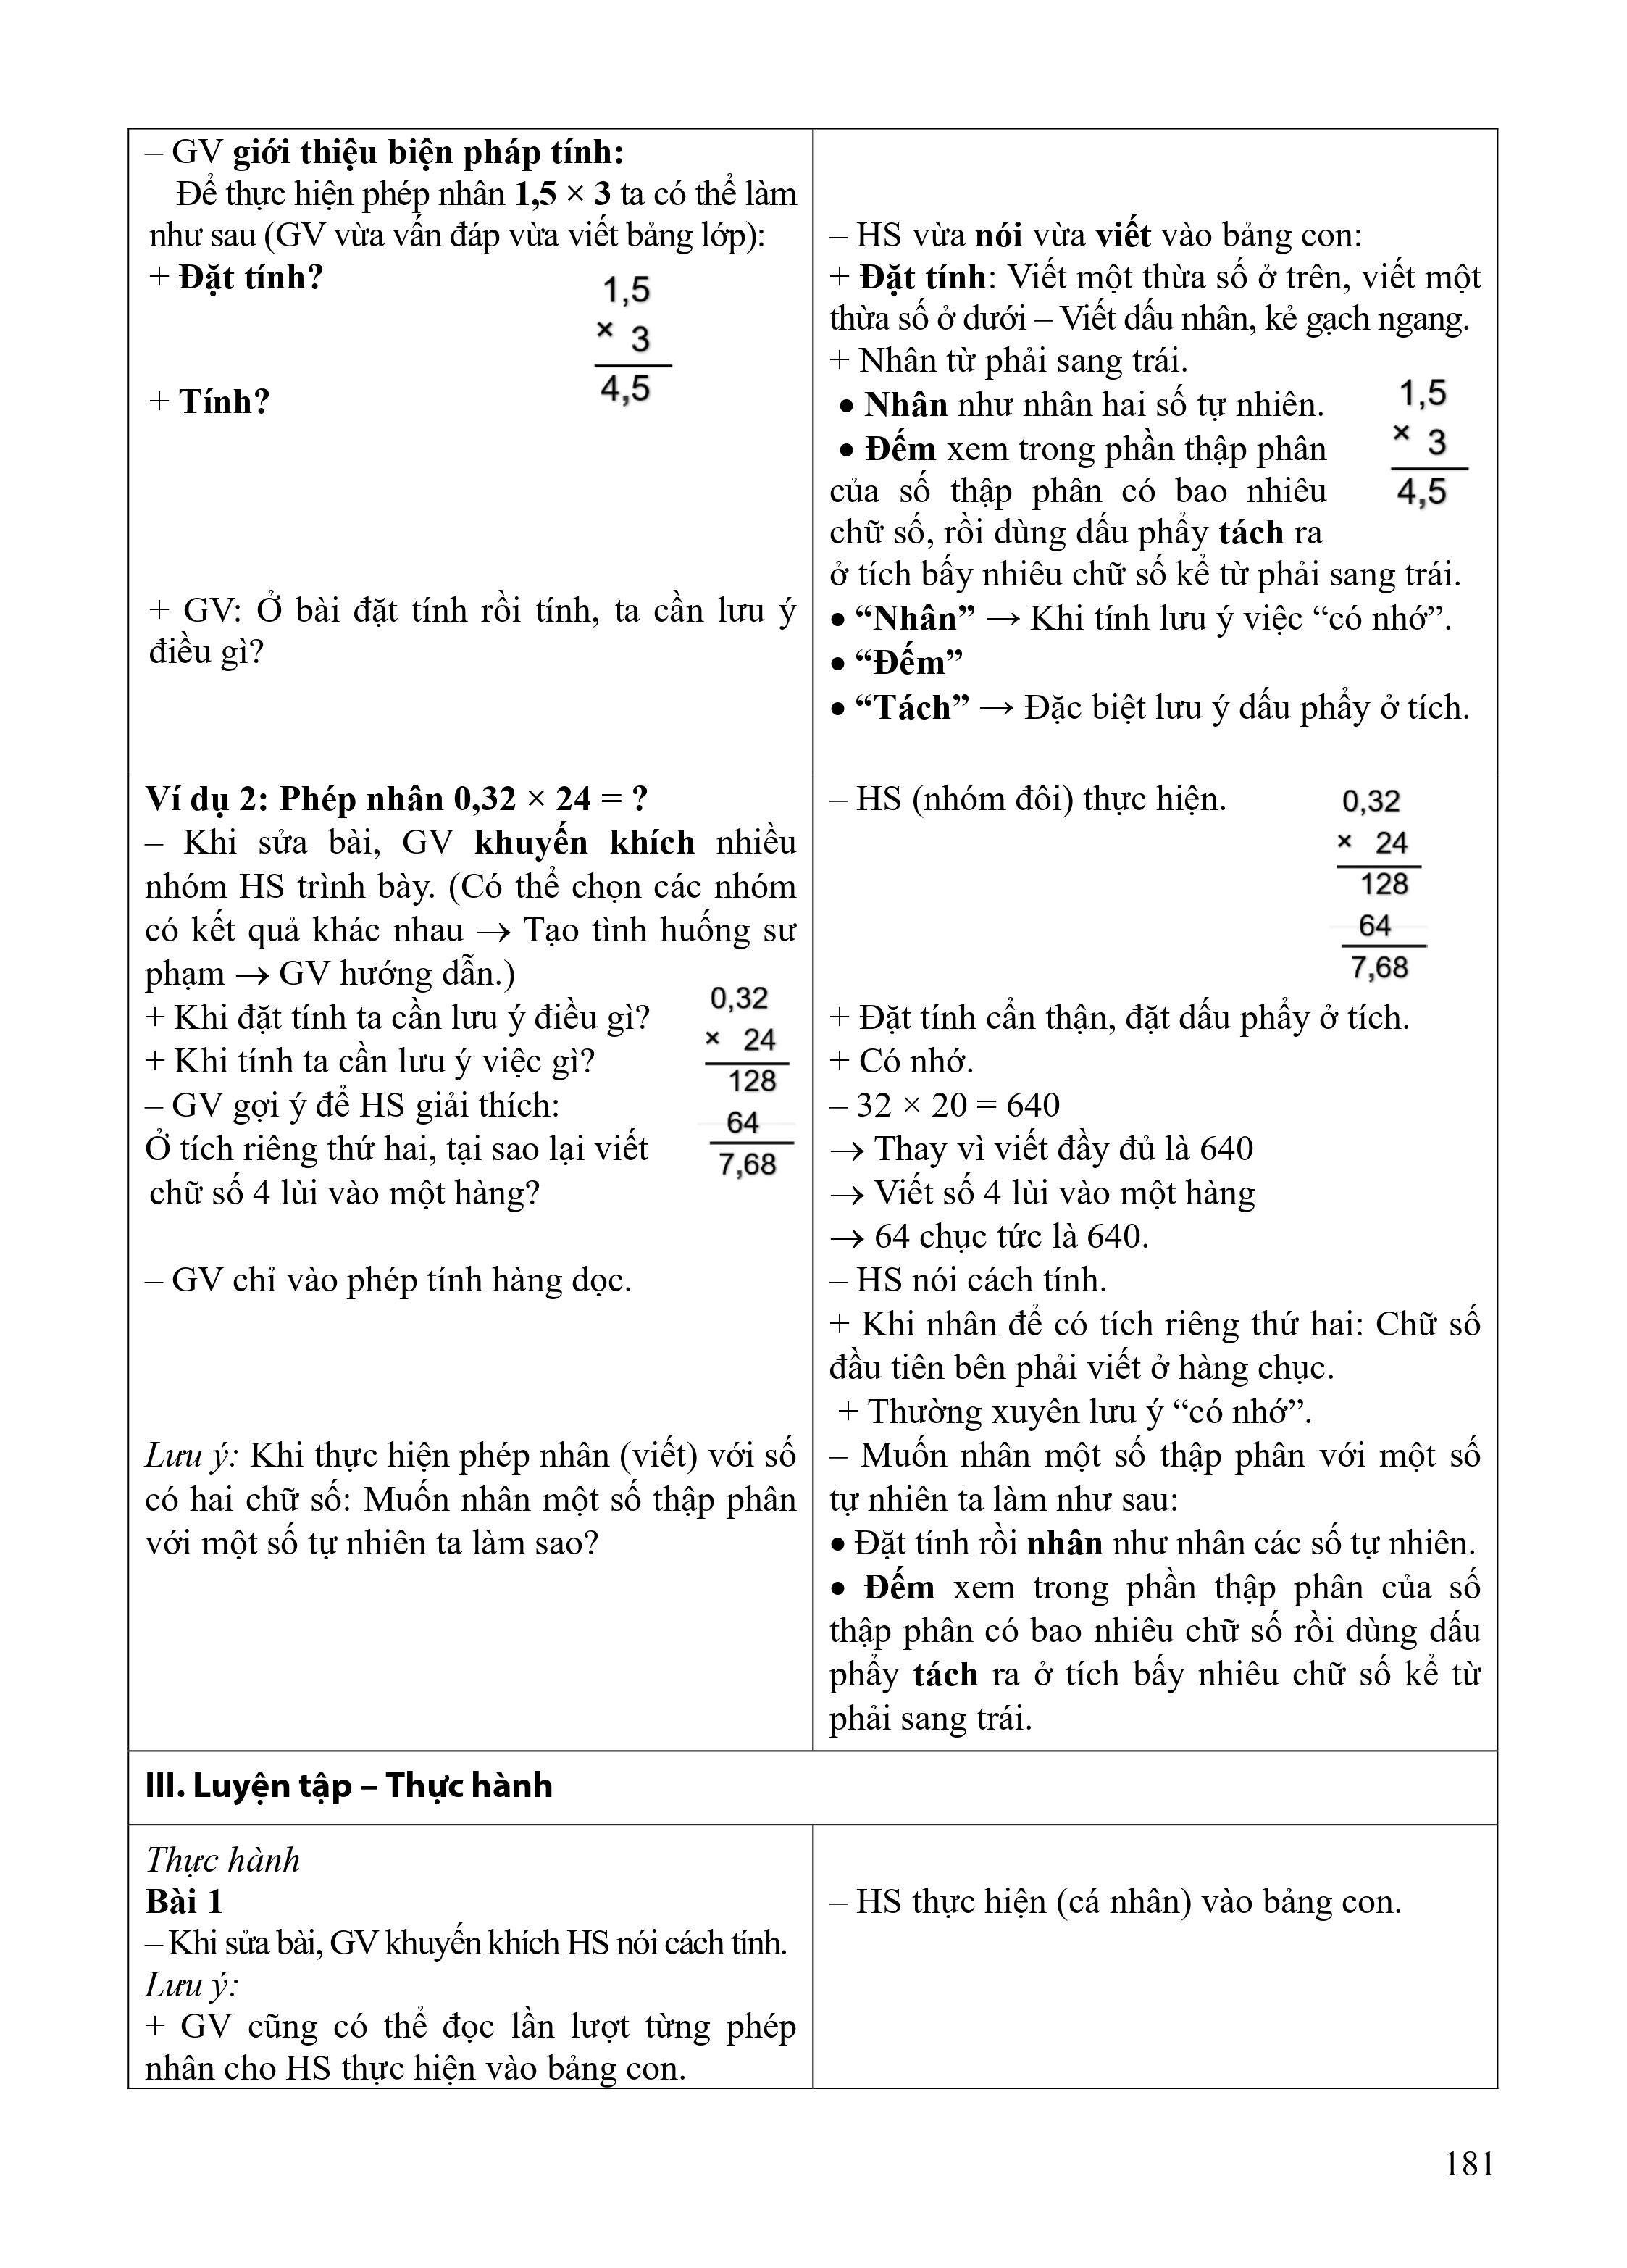 – GV giới thiệu biện pháp tính:
Để thực hiện phép nhân 1,5 × 3 ta có thể làm
như sau (GV vừa vấn đáp vừa viết bảng lớp):
+ Đặt tính?
1,5
× 3
4,5
+ Tính?
+ GV: Ở bài đặt tính rồi tính, ta cần lưu ý
điều gì?
– HS vừa nói vừa viết vào bảng con:
+ Đặt tính: Viết một thừa số ở trên, viết một
thừa số ở dưới – Viết dấu nhân, kẻ gạch ngang.
+ Nhân từ phải sang trái.
• Nhân như nhân hai số tự nhiên.
• Đếm xem trong phần thập phân
của số thập phân có bao nhiêu
chữ số, rồi dùng dấu phẩy tách ra
ở tích bấy nhiêu chữ số kể từ phải sang trái.
1,5
× 3
4,5
• “Nhân” → Khi tính lưu ý việc “có nhớ”.
• “Đếm”
• “Tách” → Đặc biệt lưu ý dấu phẩy ở tích.
Ví dụ 2: Phép nhân 0,32 × 24 = ?
– Khi sửa bài, GV khuyến khích nhiều
nhóm HS trình bày. (Có thể chọn các nhóm
có kết quả khác nhau → Tạo tình huống sư
phạm → GV hướng dẫn.)
+ Khi đặt tính ta cần lưu ý điều gì?
+ Khi tính ta cần lưu ý việc gì?
– GV gợi ý để HS giải thích:
Ở tích riêng thứ hai, tại sao lại viết
chữ số 4 lùi vào một hàng?
0,32
× 24
128
64
7,68
– GV chỉ vào phép tính hàng dọc.
Lưu ý: Khi thực hiện phép nhân (viết) với số
có hai chữ số: Muốn nhân một số thập phân
với một số tự nhiên ta làm sao?
– HS (nhóm đôi) thực hiện.
0,32
× 24
128
64
7,68
+ Đặt tính cẩn thận, đặt dấu phẩy ở tích.
+ Có nhớ.
– 32 × 20 = 640
→ Thay vì viết đầy đủ là 640
→ Viết số 4 lùi vào một hàng
→ 64 chục tức là 640.
– HS nói cách tính.
+ Khi nhân để có tích riêng thứ hai: Chữ số
đầu tiên bên phải viết ở hàng chục.
+ Thường xuyên lưu ý “có nhớ”.
– Muốn nhân một số thập phân với một số
tự nhiên ta làm như sau:
• Đặt tính rồi nhân như nhân các số tự nhiên.
• Đếm xem trong phần thập phân của số
thập phân có bao nhiêu chữ số rồi dùng dấu
phẩy tách ra ở tích bấy nhiêu chữ số kể từ
phải sang trái.
III. Luyện tập – Thực hành
Thực hành
Bài 1
– Khi sửa bài, GV khuyến khích HS nói cách tính.
Lưu ý:
+ GV cũng có thể đọc lần lượt từng phép
nhân cho HS thực hiện vào bảng con.
– HS thực hiện (cá nhân) vào bảng con.
181